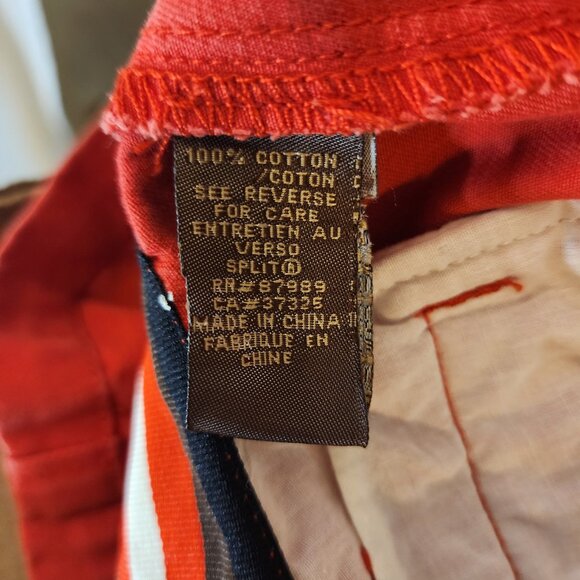 100% COTTON
/COTON
SEE REVERSE
FOR CARE
ENTRETIEN AU
VERSO
SPLIT®
RN#87989
CA#37325
MADE IN CHINA
FABRIQUE EN
CHINE